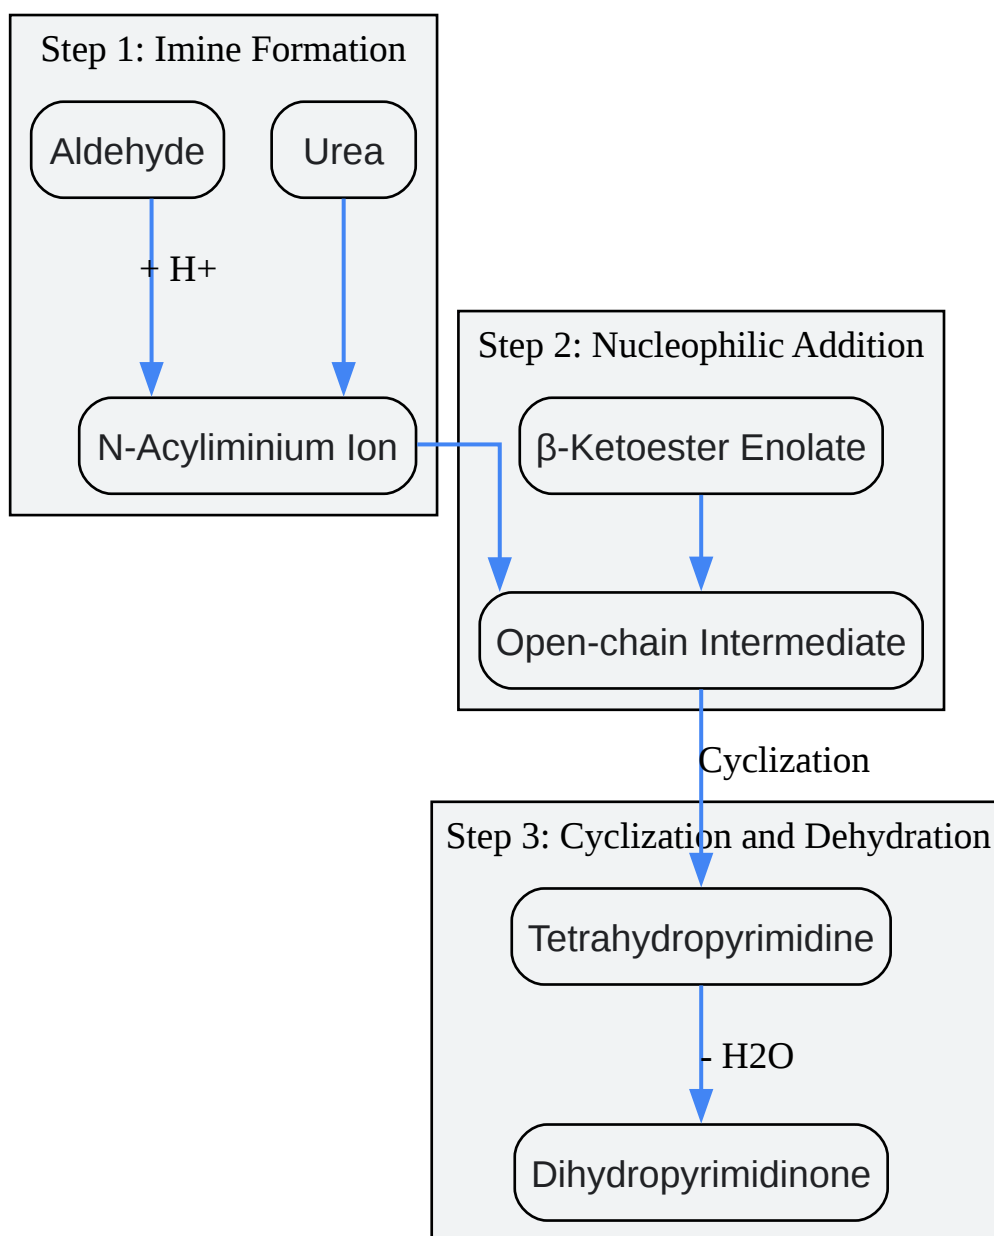 Step 1: Imine Formation
Aldehyde
Urea
+ H+
N-Acyliminium Ion
Step 2: Nucleophilic Addition
β-Ketoester Enolate
Open-chain Intermediate
Cyclization
Step 3: Cyclization and Dehydration
Tetrahydropyrimidine
- H2O
Dihydropyrimidinone